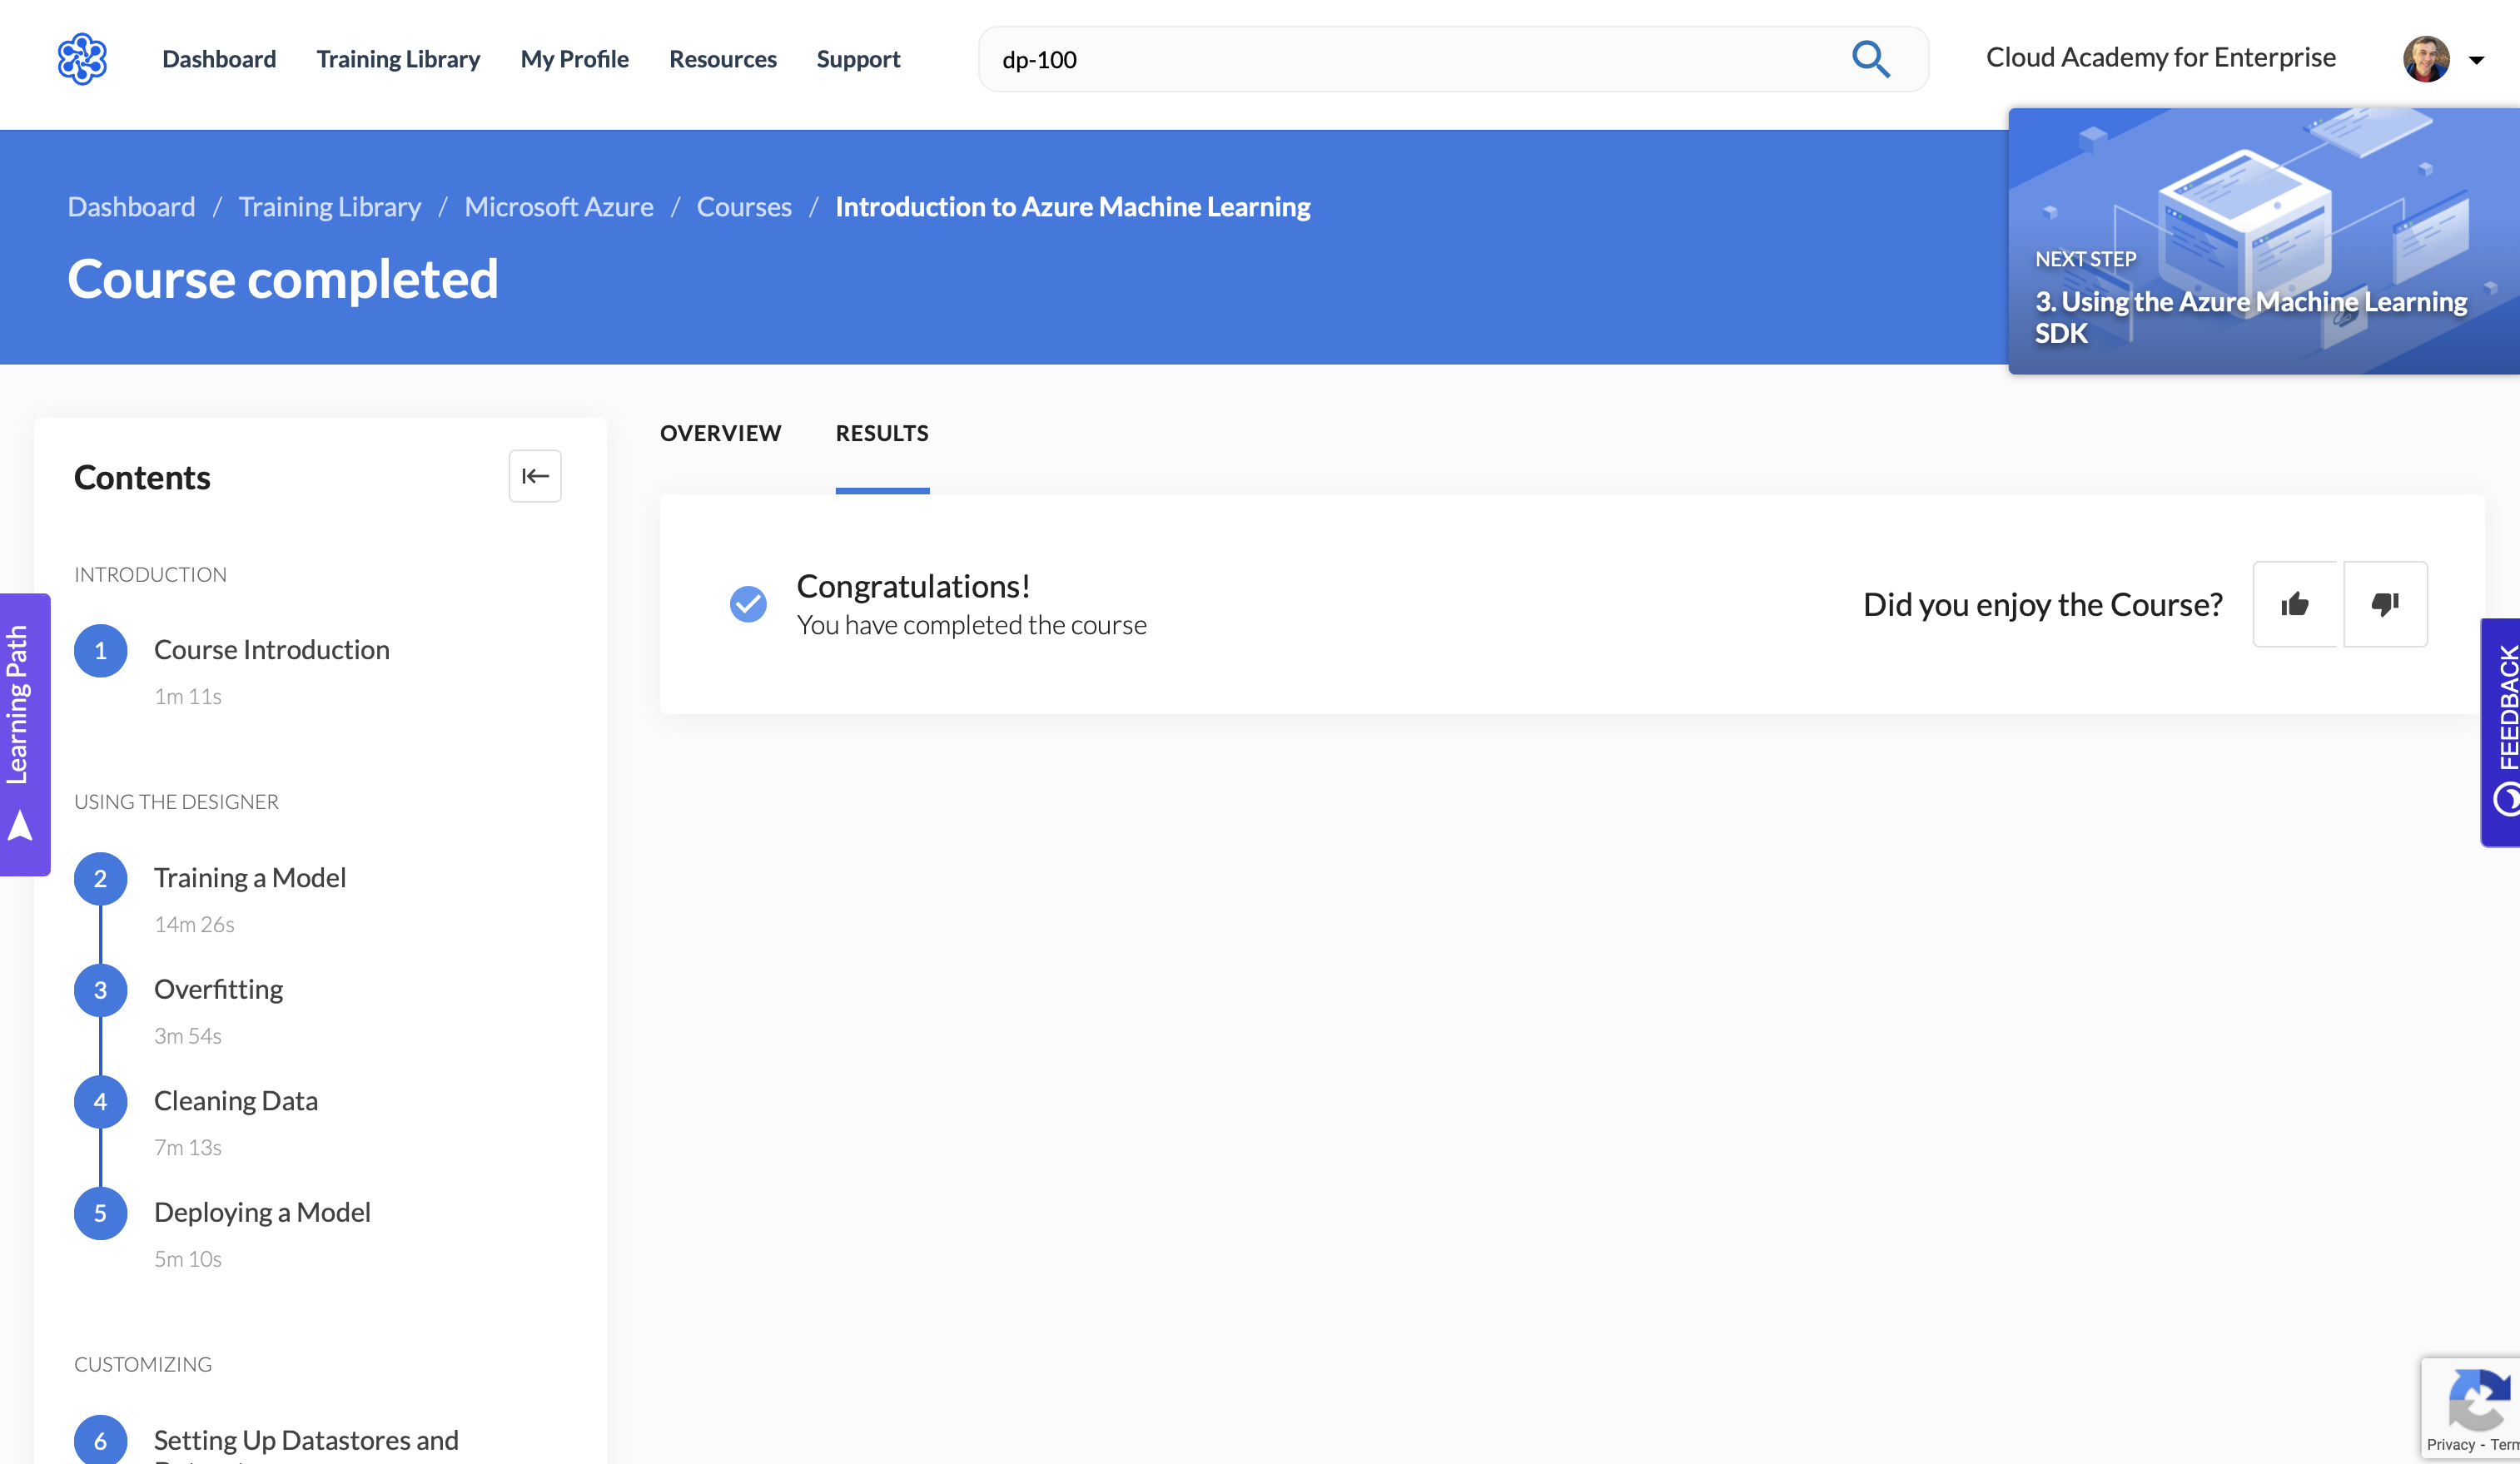 Dashboard
Training Library
My Profile
Resources
Support
dp-100
Cloud Academy for Enterprise
Dashboard / Training Library / Microsoft Azure / Courses / Introduction to Azure Machine Learning
Course completed
NEXT STEP
3. Using the Azure Machine Learning
SDK
Learning Path
Contents
INTRODUCTION
1
Course Introduction
1m 11s
USING THE DESIGNER
2
Training a Model
14m 26s
3
Overfitting
3m 54s
4
Cleaning Data
7m 13s
5
Deploying a Model
5m 10s
CUSTOMIZING
6
Setting Up Datastores and
OVERVIEW
RESULTS
Congratulations!
You have completed the course
Did you enjoy the Course?
FEEDBACK
Privacy -